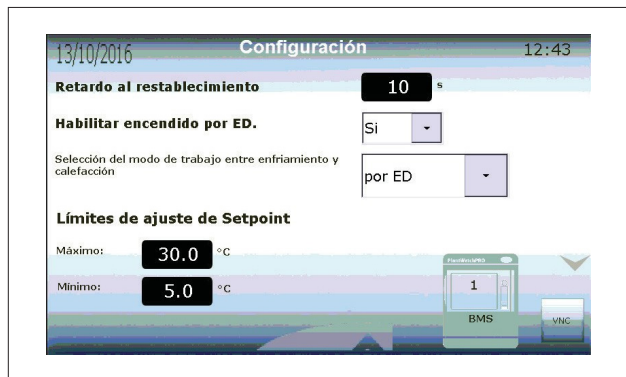 13/10/2016 Configuración 12:43
Retardo al restablecimiento 10 s
Habilitar encendido por ED. Si
Selección del modo de trabajo entre enfriamiento y
calefacción
por ED
Límites de ajuste de Setpoint
Máximo: 30.0 °C
Mínimo: 5.0 °C
1
BMS
VNC